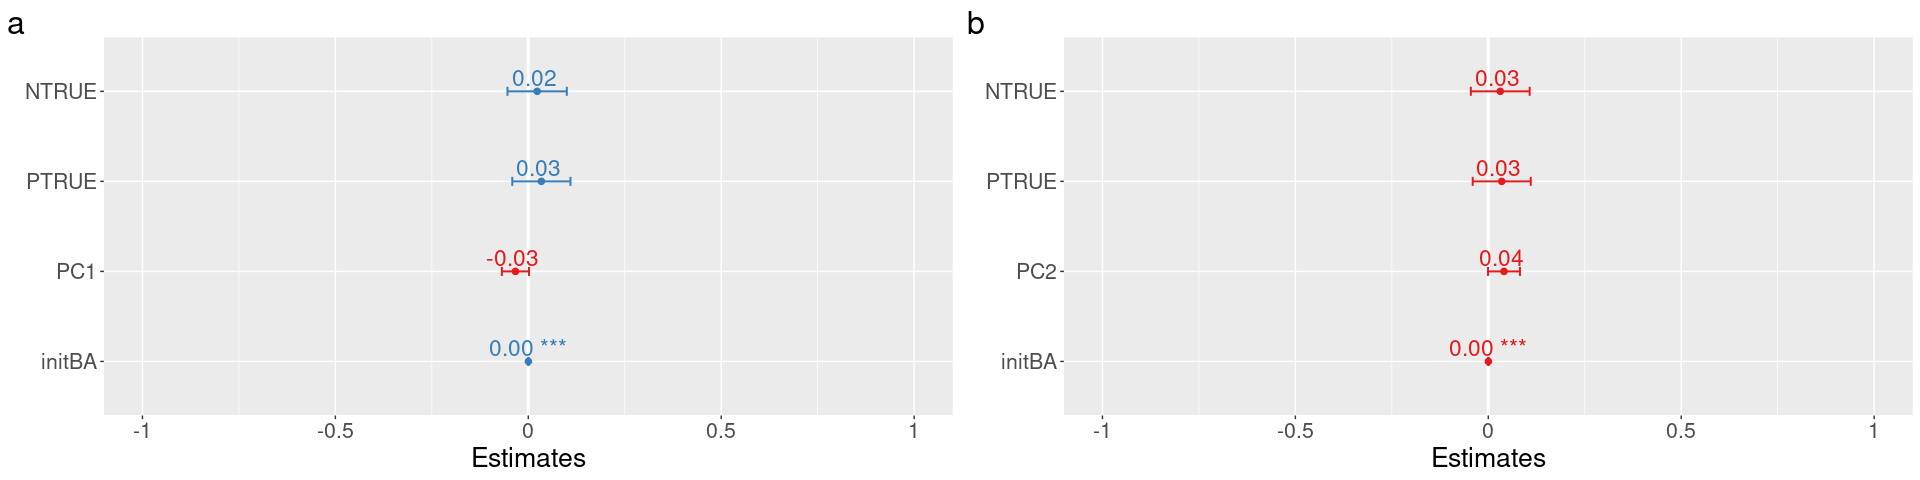 a
NTRUE
0.02
PTRUE
0.03
PC1
-0.03
initBA
0.00 ***
-1 -0.5 0 0.5 1
Estimates
b
NTRUE
0.03
PTRUE
0.03
PC2
0.04
initBA
0.00 ***
-1 -0.5 0 0.5 1
Estimates